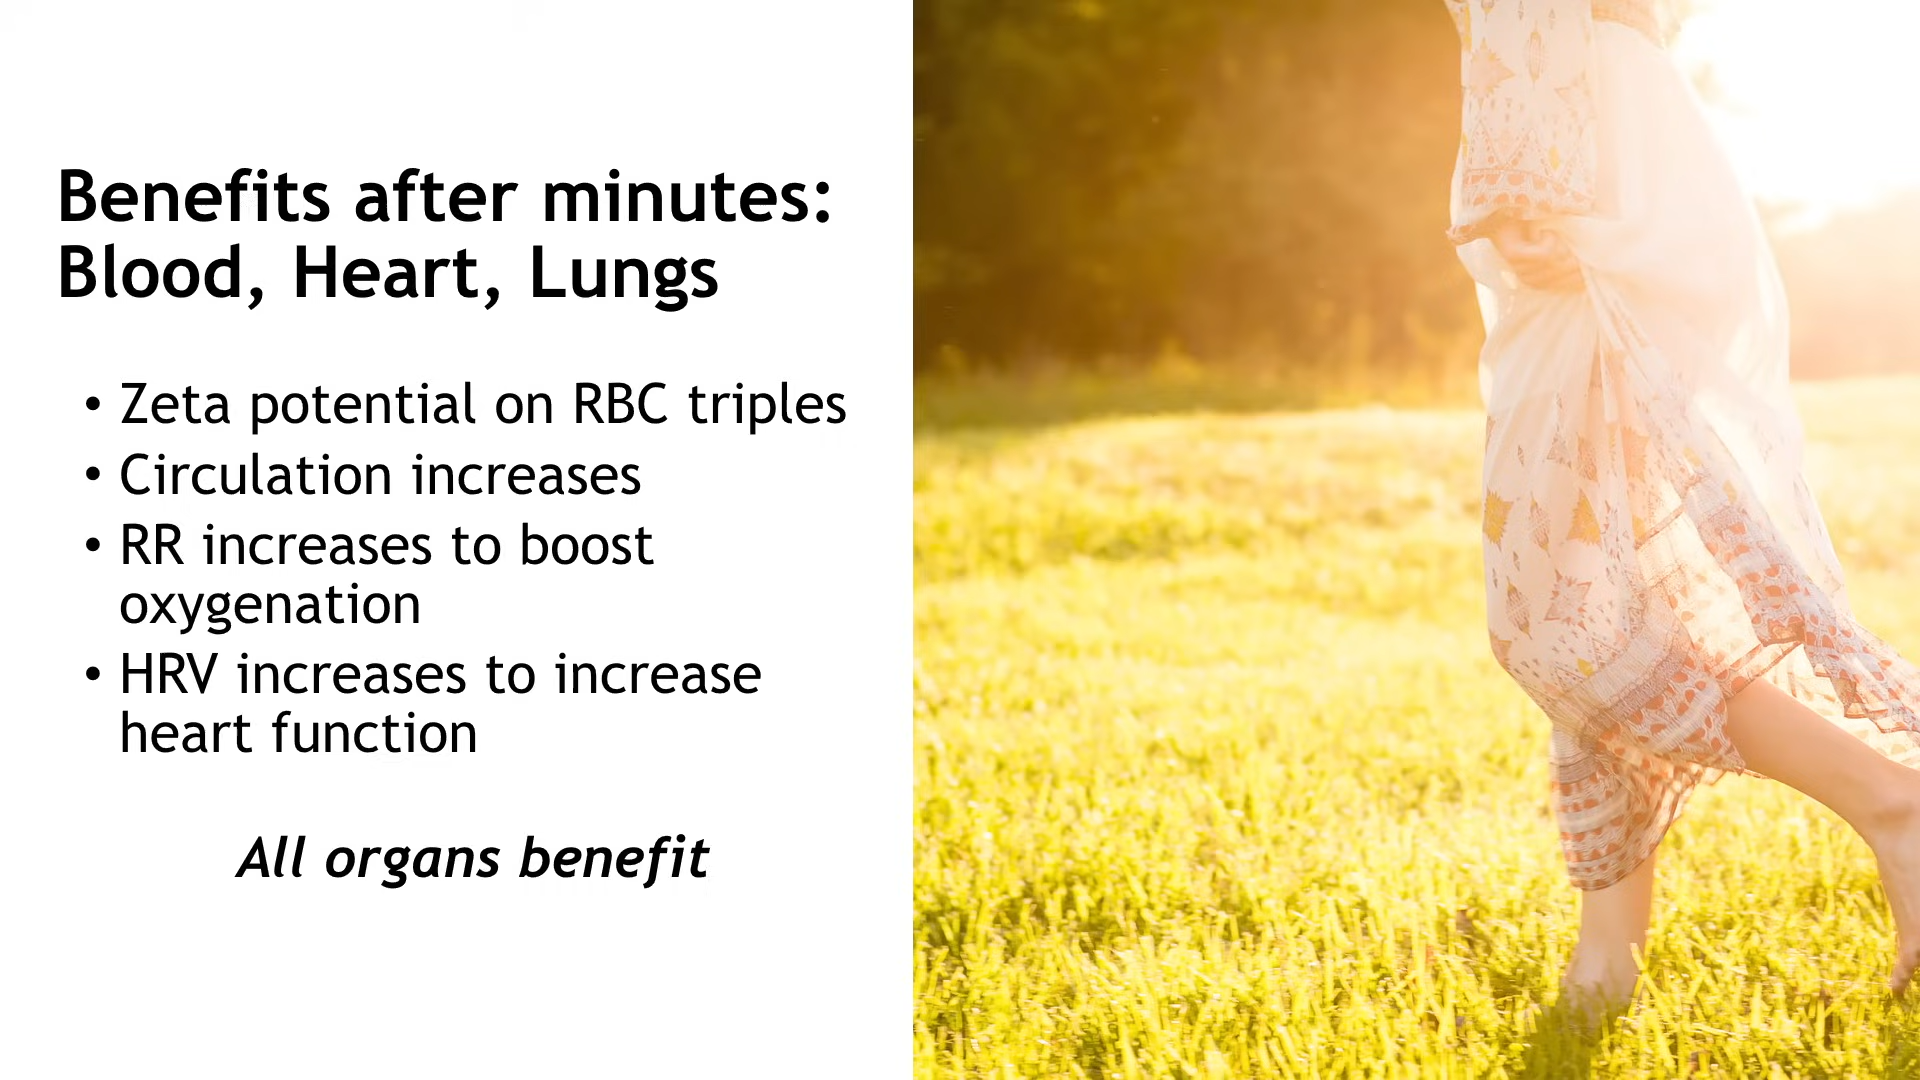 Benefits after minutes:
Blood, Heart, Lungs
• Zeta potential on RBC triples
• Circulation increases
• RR increases to boost
oxygenation
• HRV increases to increase
heart function
All organs benefit